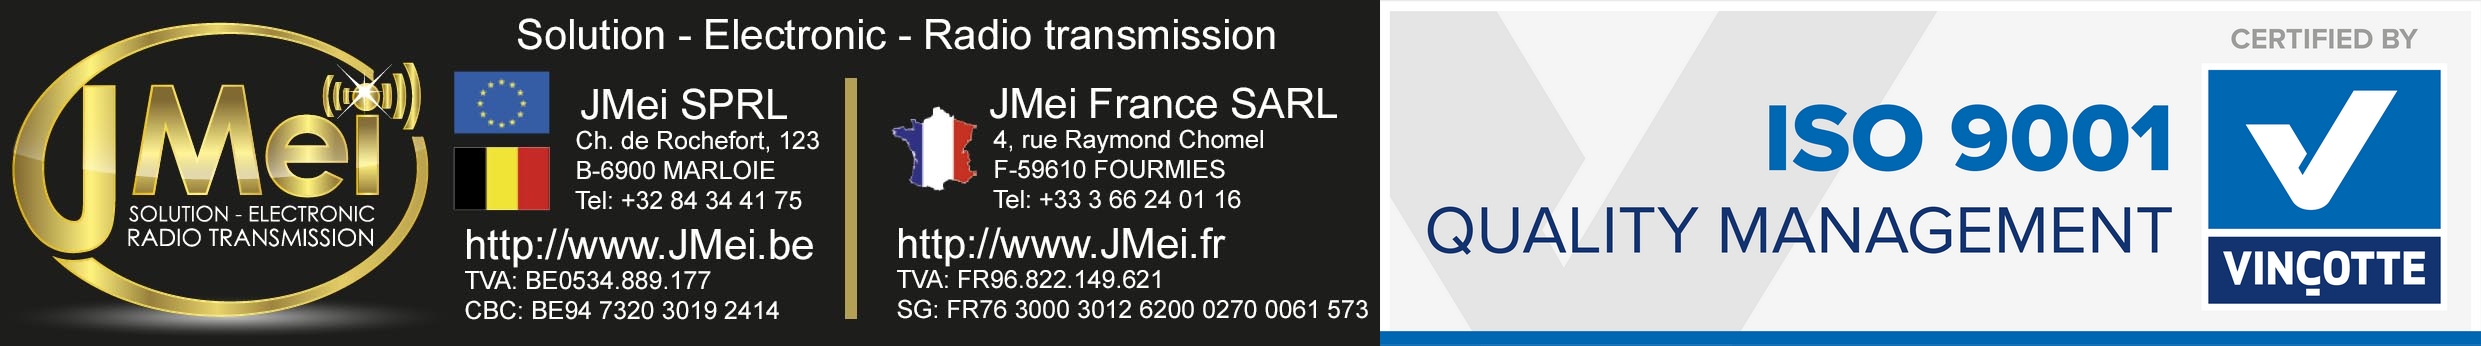 JMei
SOLUTION - ELECTRONIC
RADIO TRANSMISSION
Solution - Electronic - Radio transmission
JMei SPRL
Ch. de Rochefort, 123
B-6900 MARLOIE
Tel: +32 84 34 41 75
http://www.JMei.be
TVA: BE0534.889.177
CBC: BE94 7320 3019 2414
JMei France SARL
4, rue Raymond Chomel
F-59610 FOURMIES
Tel: +33 3 66 24 01 16
http://www.JMei.fr
TVA: FR96.822.149.621
SG: FR76 3000 3012 6200 0270 0061 573
ISO 9001
QUALITY MANAGEMENT
CERTIFIED BY
VINÇOTTE